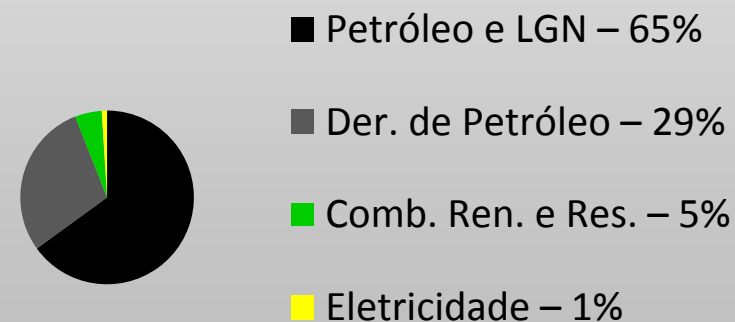 Petróleo e LGN – 65%
Der. de Petróleo – 29%
Comb. Ren. e Res. – 5%
Eletricidade – 1%